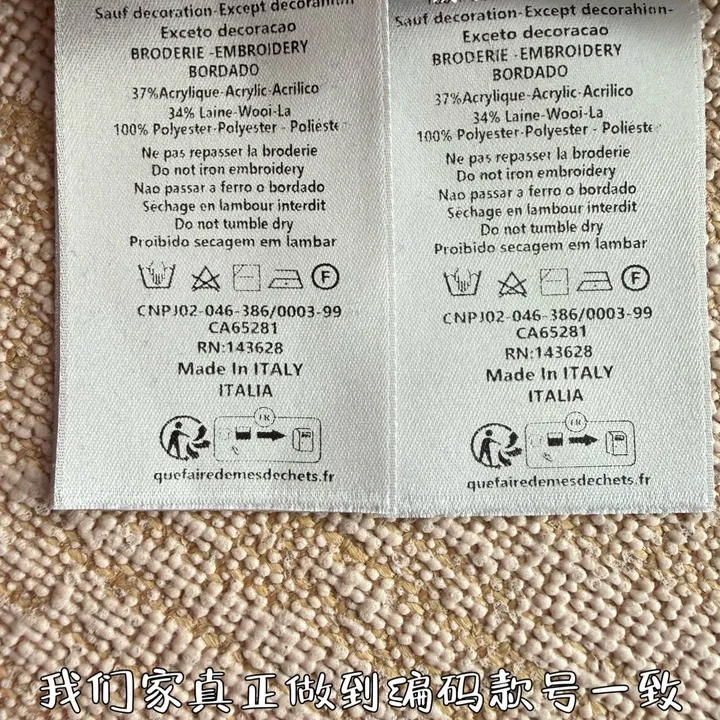 Sauf decoration-Except decorahinn
Exceto decoracao
BRODERIE -EMBROIDERY
BORDADO
37%Acrylique-Acrylic-Acrilico
34% Laine-Wooi-La
100% Polyester-Polyester - Poliéste
Ne pas repasser la broderie
Do not iron embroidery
Nao passar a ferro o bordado
Sechage en lambour interdit
Do not tumble dry
Proibido secagem em lambar
F
CNPJ02-046-386/0003-99
CA65281
RN:143628
Made In ITALY
ITALIA
FR
quefairedemesdechets.fr
Sauf decoration-Except decorahion-
Exceto decoracao
BRODERIE -EMBROIDERY
BORDADO
37%Acrylique-Acrylic-Acrilico
34% Laine-Wooi-La
100% Polyester-Polyester - Poliéste
Ne pas repasser la broderie
Do not iron embroidery
Nao passar a ferro o bordado
Sechage en lambour interdit
Do not tumble dry
Proibido secagem em lambar
F
CNPJ02-046-386/0003-99
CA65281
RN:143628
Made In ITALY
ITALIA
FR
quefairedemesdechets.fr
我们家真正做到编码款号一致